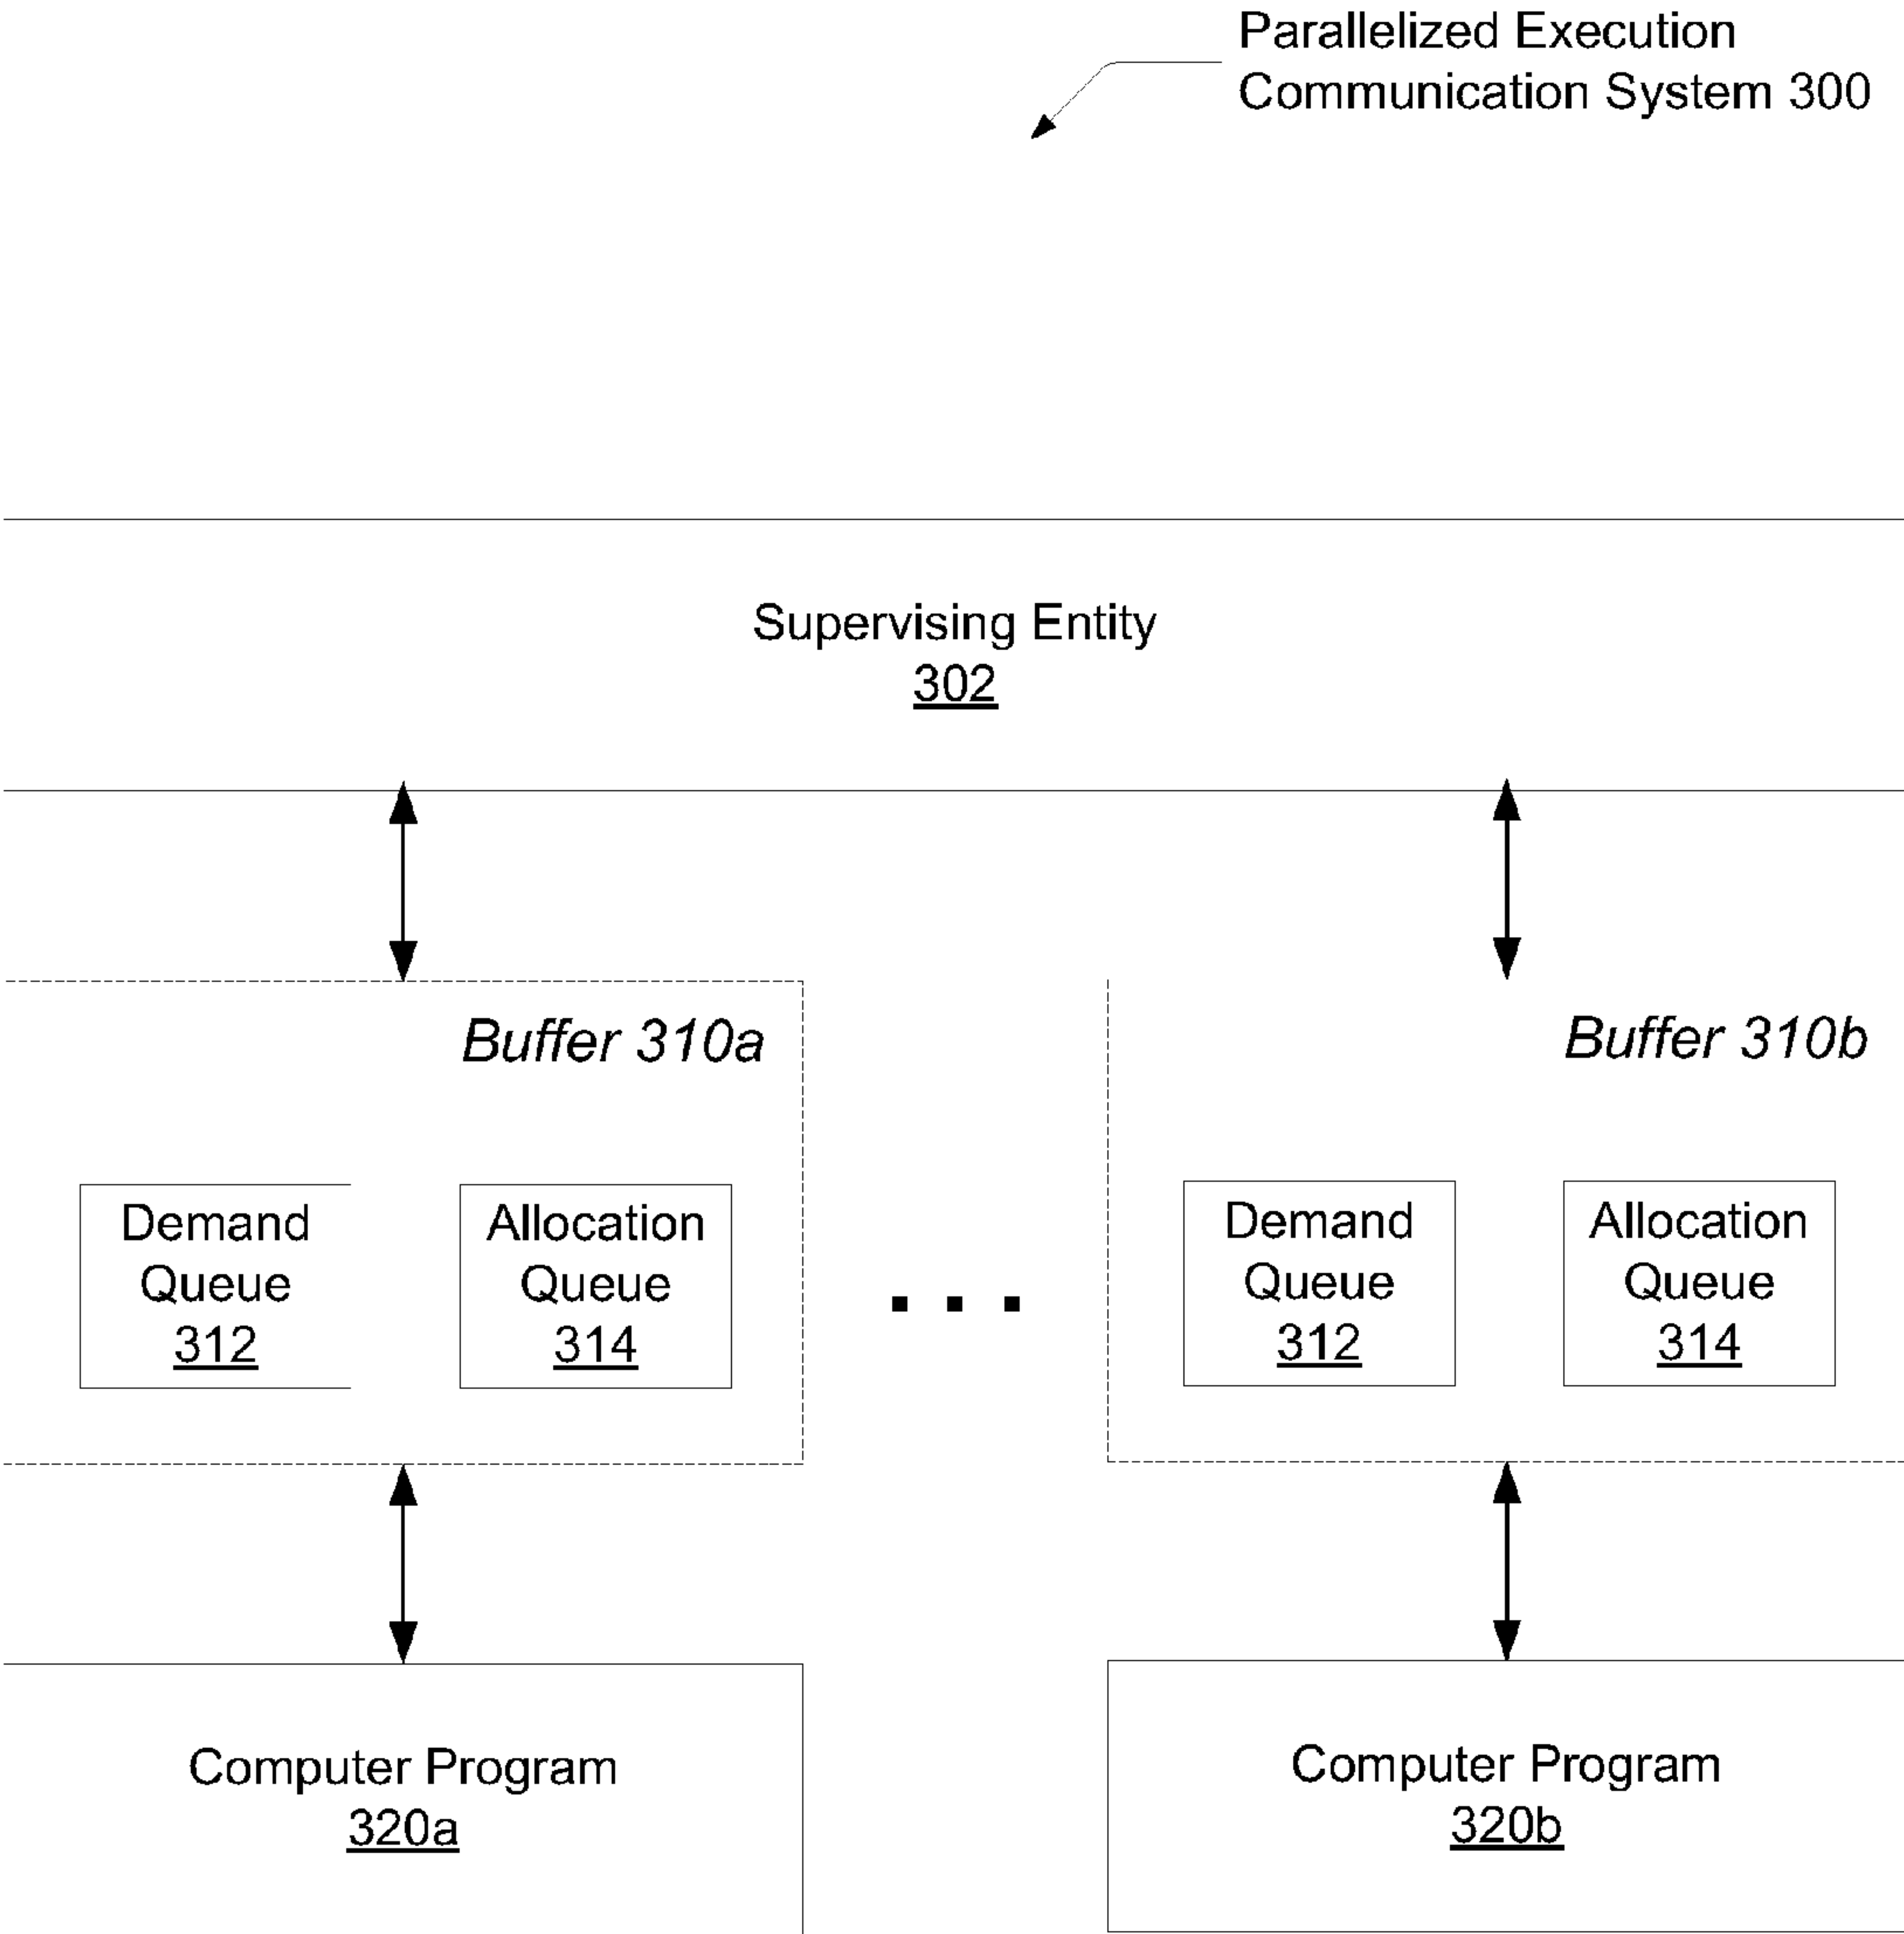 Parallelized Execution
Communication System 300
Supervising Entity
302
Buffer 310a
Buffer 310b
Demand
Queue
312
Allocation
Queue
314
Demand
Queue
312
Allocation
Queue
314
Computer Program
320a
Computer Program
320b